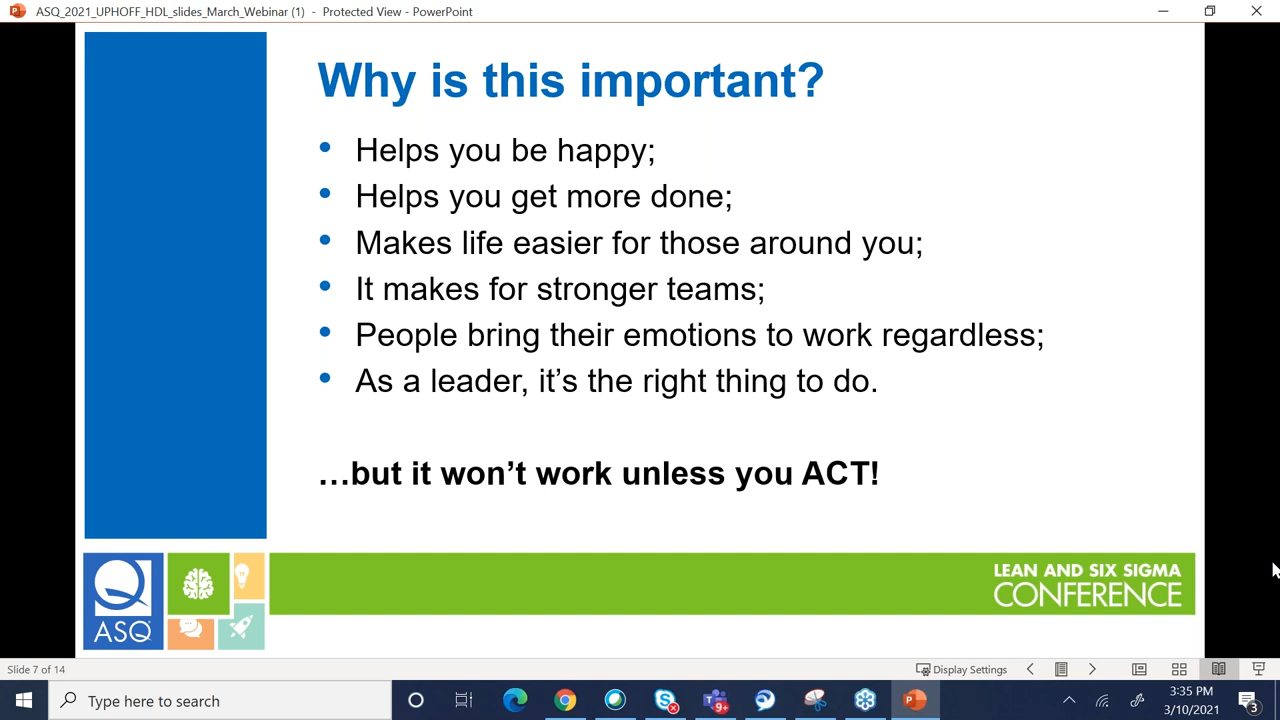 ASQ_2021_UPHOFF_HDL_slides_March_Webinar (1) - Protected View - PowerPoint
Why is this important?
• Helps you be happy;
• Helps you get more done;
• Makes life easier for those around you;
• It makes for stronger teams;
• People bring their emotions to work regardless;
• As a leader, it’s the right thing to do.
…but it won’t work unless you ACT!
ASQ
LEAN AND SIX SIGMA
CONFERENCE
Slide 7 of 14
Display Settings
Type here to search
9+
3:35 PM
3/10/2021
3